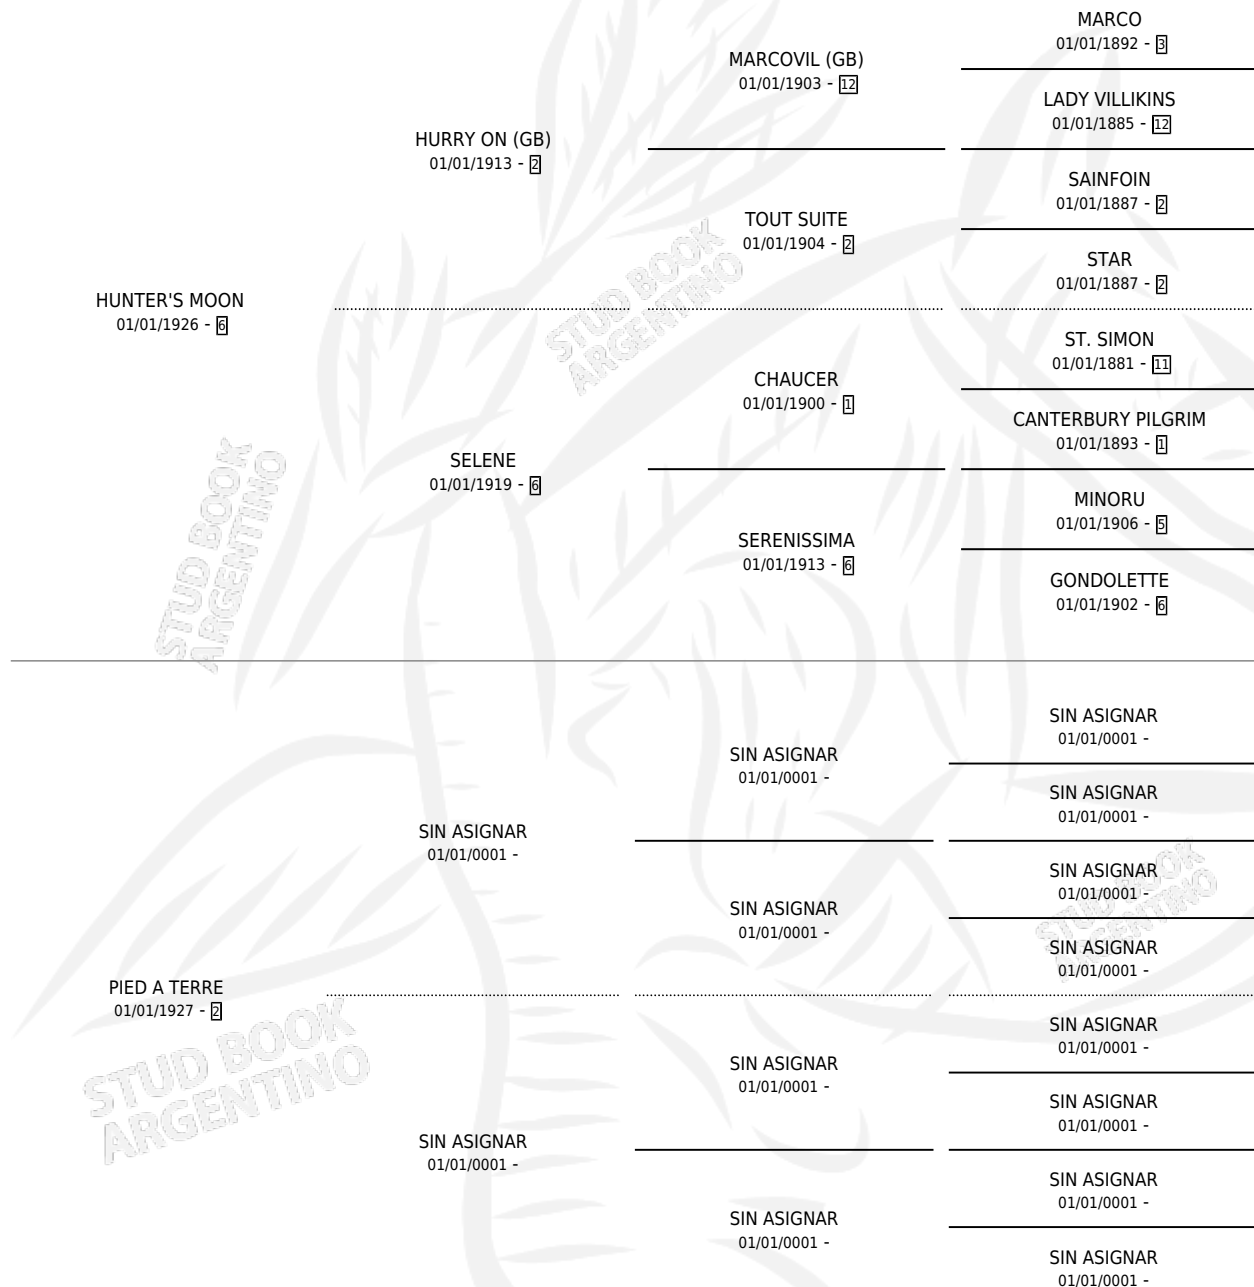 MARCO
01/01/1892 - 3
MARCOVIL (GB)
01/01/1903 - 12
LADY VILLIKINS
01/01/1885 - 12
HURRY ON (GB)
01/01/1913 - 2
SAINFOIN
01/01/1887 - 2
TOUT SUITE
01/01/1904 - 2
STAR
01/01/1887 - 2
HUNTER'S MOON
01/01/1926 - 6
ST. SIMON
01/01/1881 - 11
CHAUCER
01/01/1900 - 1
CANTERBURY PILGRIM
01/01/1893 - 1
SELENE
01/01/1919 - 6
MINORU
01/01/1906 - 5
SERENISSIMA
01/01/1913 - 6
GONDOLETTE
01/01/1902 - 6
STUD BOOK
ARGENTINO
STUD BOOK
ARGENTINO
SIN ASIGNAR
01/01/0001 -
SIN ASIGNAR
01/01/0001 -
SIN ASIGNAR
01/01/0001 -
SIN ASIGNAR
01/01/0001 -
SIN ASIGNAR
01/01/0001 -
SIN ASIGNAR
01/01/0001 -
SIN ASIGNAR
01/01/0001 -
PIED A TERRE
01/01/1927 - 2
SIN ASIGNAR
01/01/0001 -
SIN ASIGNAR
01/01/0001 -
SIN ASIGNAR
01/01/0001 -
SIN ASIGNAR
01/01/0001 -
SIN ASIGNAR
01/01/0001 -
SIN ASIGNAR
01/01/0001 -
SIN ASIGNAR
01/01/0001 -
STUD BOOK
ARGENTINO
STUD BOOK
ARGENTINO